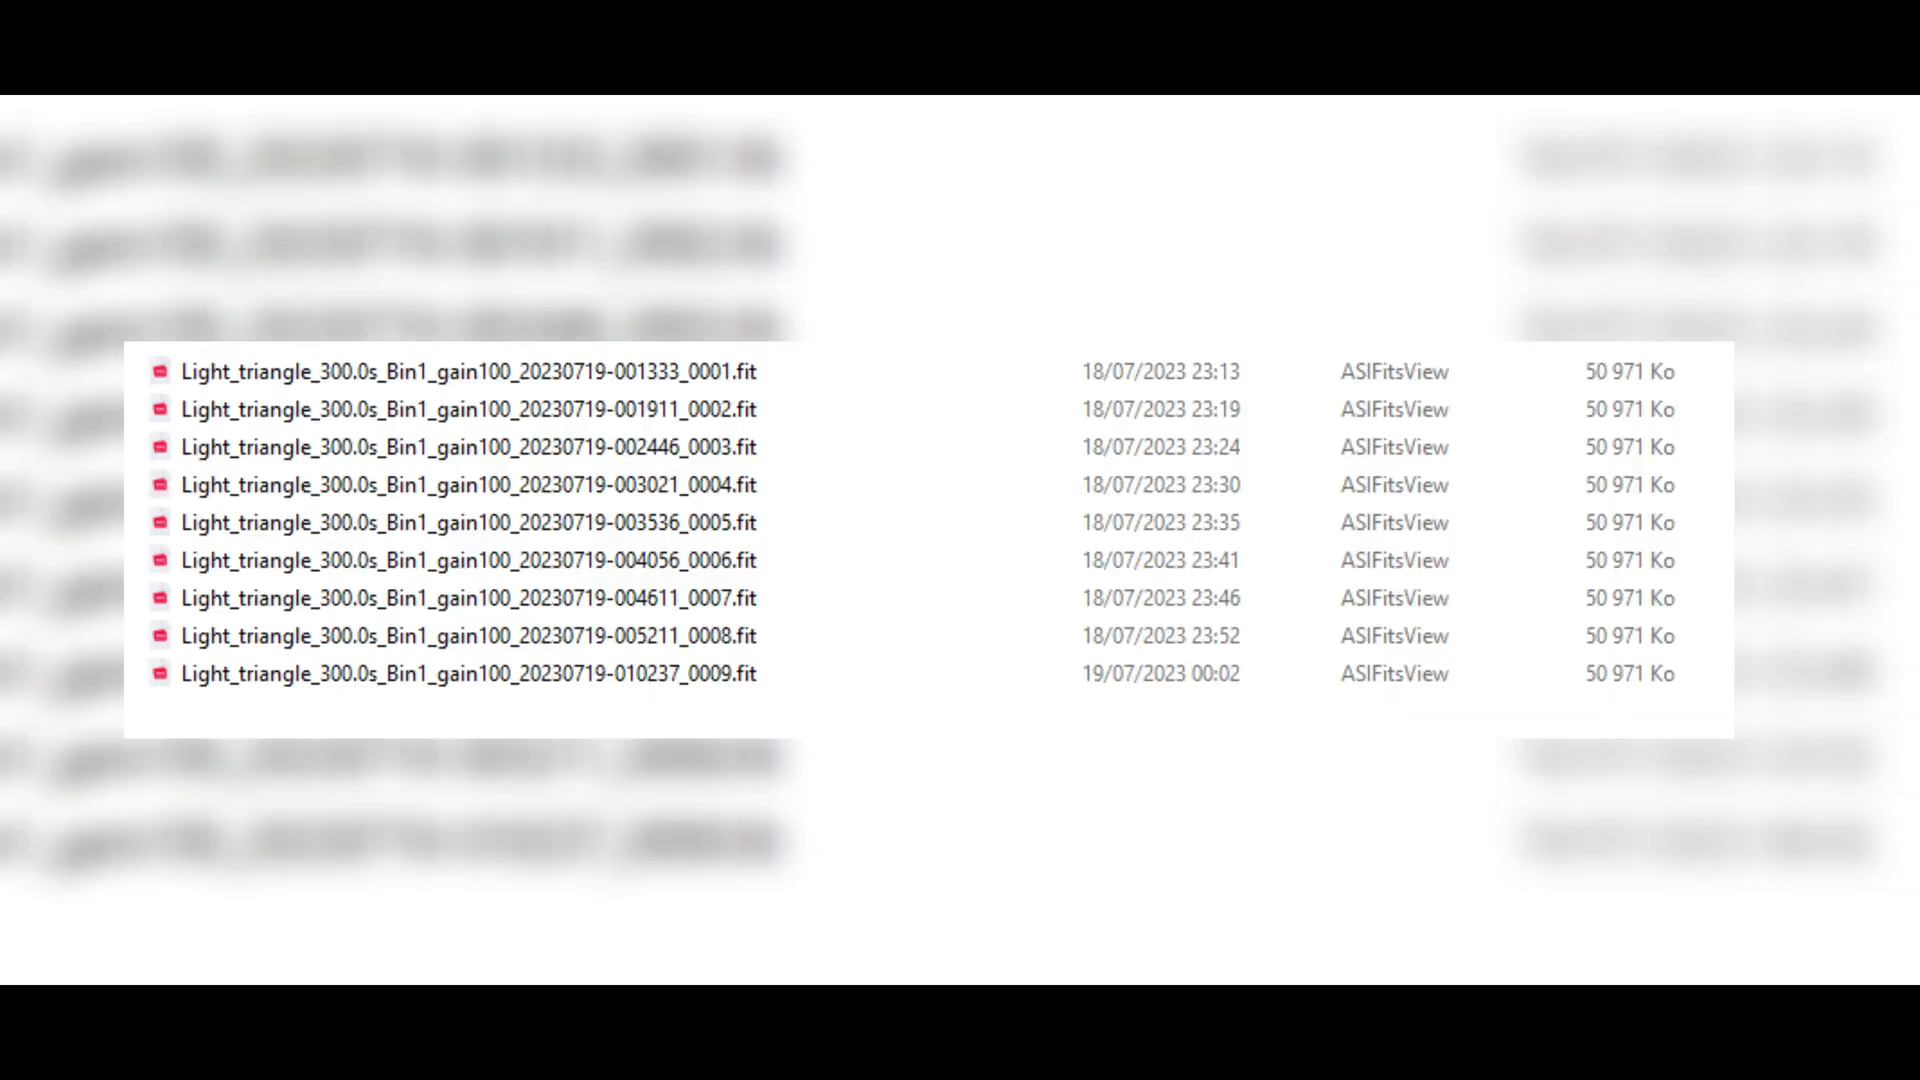 Light_triangle_300.0s_Bin1_gain100_20230719-001333_0001.fit 18/07/2023 23:13 ASIFitsView 50 971 Ko
Light_triangle_300.0s_Bin1_gain100_20230719-001911_0002.fit 18/07/2023 23:19 ASIFitsView 50 971 Ko
Light_triangle_300.0s_Bin1_gain100_20230719-002446_0003.fit 18/07/2023 23:24 ASIFitsView 50 971 Ko
Light_triangle_300.0s_Bin1_gain100_20230719-003021_0004.fit 18/07/2023 23:30 ASIFitsView 50 971 Ko
Light_triangle_300.0s_Bin1_gain100_20230719-003536_0005.fit 18/07/2023 23:35 ASIFitsView 50 971 Ko
Light_triangle_300.0s_Bin1_gain100_20230719-004056_0006.fit 18/07/2023 23:41 ASIFitsView 50 971 Ko
Light_triangle_300.0s_Bin1_gain100_20230719-004611_0007.fit 18/07/2023 23:46 ASIFitsView 50 971 Ko
Light_triangle_300.0s_Bin1_gain100_20230719-005211_0008.fit 18/07/2023 23:52 ASIFitsView 50 971 Ko
Light_triangle_300.0s_Bin1_gain100_20230719-010237_0009.fit 19/07/2023 00:02 ASIFitsView 50 971 Ko